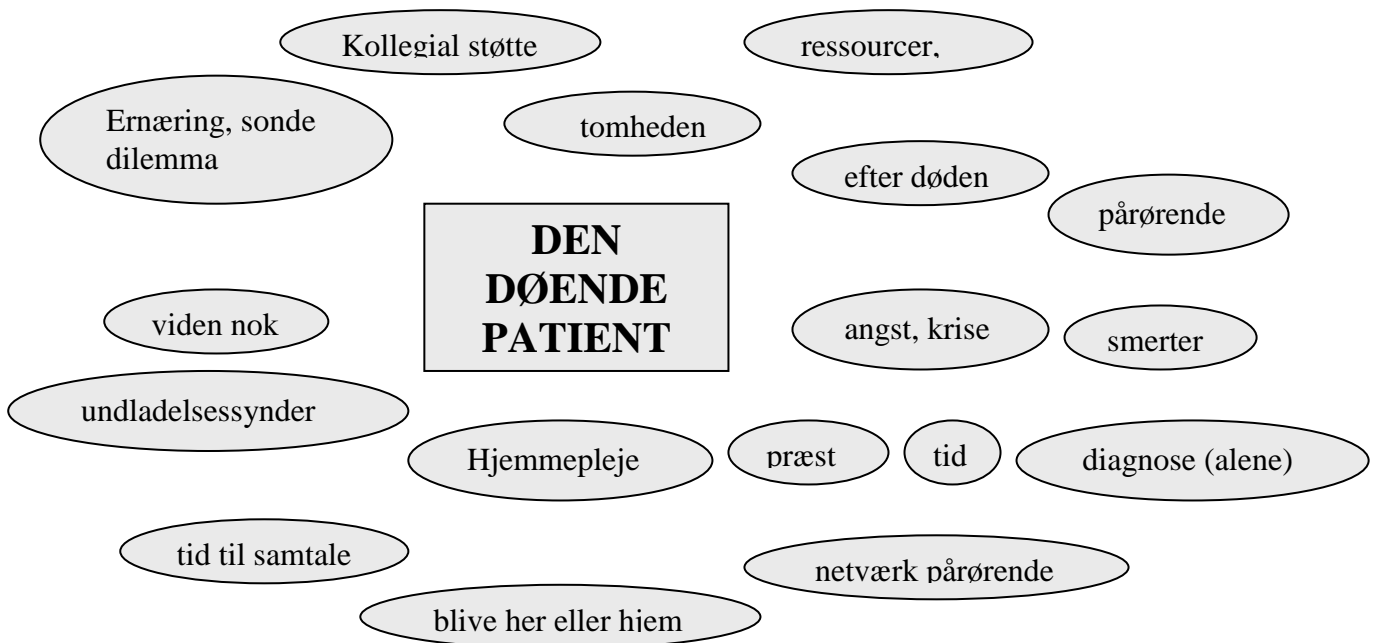 Kollegial støtte
ressourcer,
Ernæring, sonde
dilemma
tomheden
efter døden
pårørende
DEN
DØENDE
PATIENT
viden nok
angst, krise
smerter
undladelsessynder
Hjemmepleje
præst
tid
diagnose (alene)
tid til samtale
netværk pårørende
blive her eller hjem